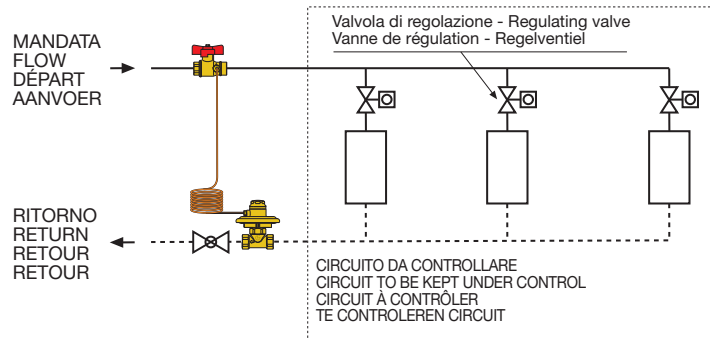 MANDATA
FLOW
DÉPART
AANVOER
Valvola di regolazione - Regulating valve
Vanne de régulation - Regelventiel
RITORNO
RETURN
RETOUR
RETOUR
CIRCUITO DA CONTROLLARE
CIRCUIT TO BE KEPT UNDER CONTROL
CIRCUIT À CONTRÔLER
TE CONTROLEREN CIRCUIT